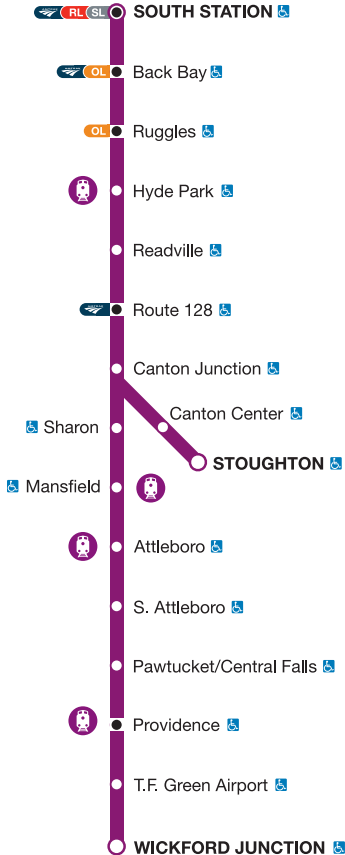 RL SL SOUTH STATION
OL Back Bay
OL Ruggles
Hyde Park
Readville
Route 128
Canton Junction
Canton Center
Sharon
STOUGHTON
Mansfield
Attleboro
S. Attleboro
Pawtucket/Central Falls
Providence
T.F. Green Airport
WICKFORD JUNCTION